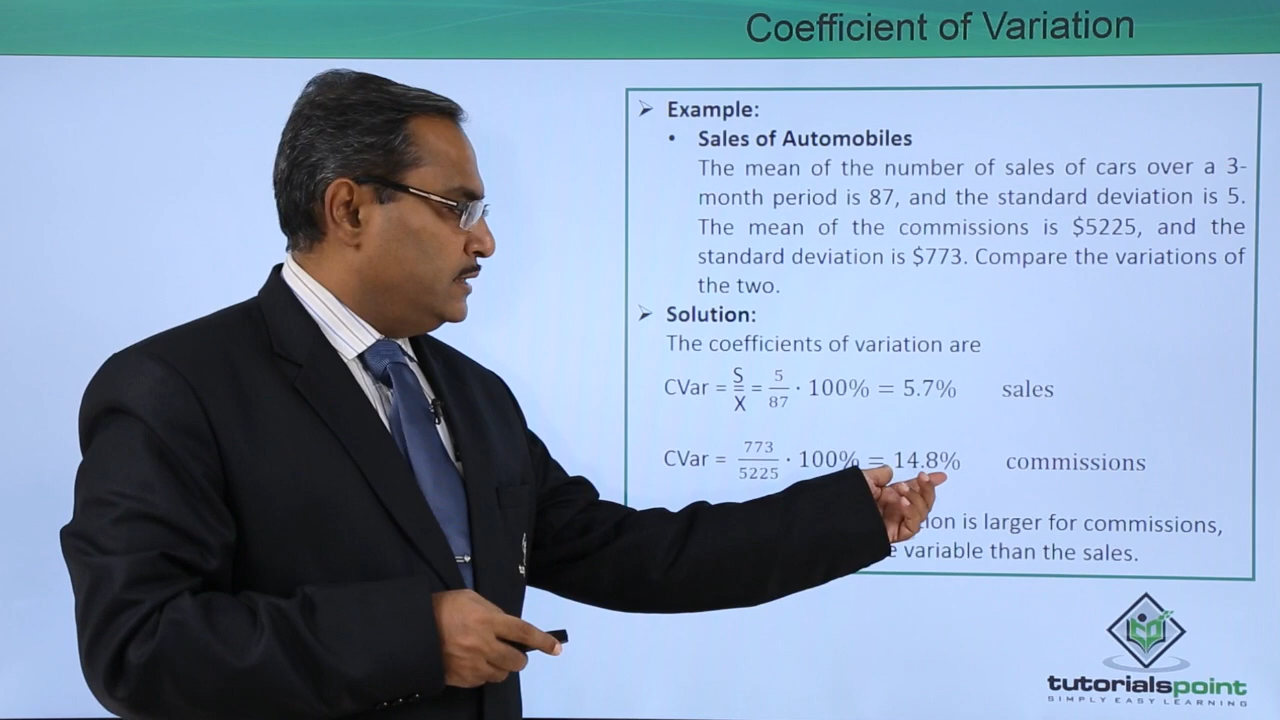 Coefficient of Variation
➢ Example:
• Sales of Automobiles
The mean of the number of sales of cars over a 3-
month period is 87, and the standard deviation is 5.
The mean of the commissions is $5225, and the
standard deviation is $773. Compare the variations of
the two.
➢ Solution:
The coefficients of variation are
CVar = S/X̄ = 5/87 · 100% = 5.7% sales
CVar = 773/5225 · 100% = 14.8% commissions
is larger for commissions,
variable than the sales.
tutorialspoint
SIMPLY EASY LEARNING